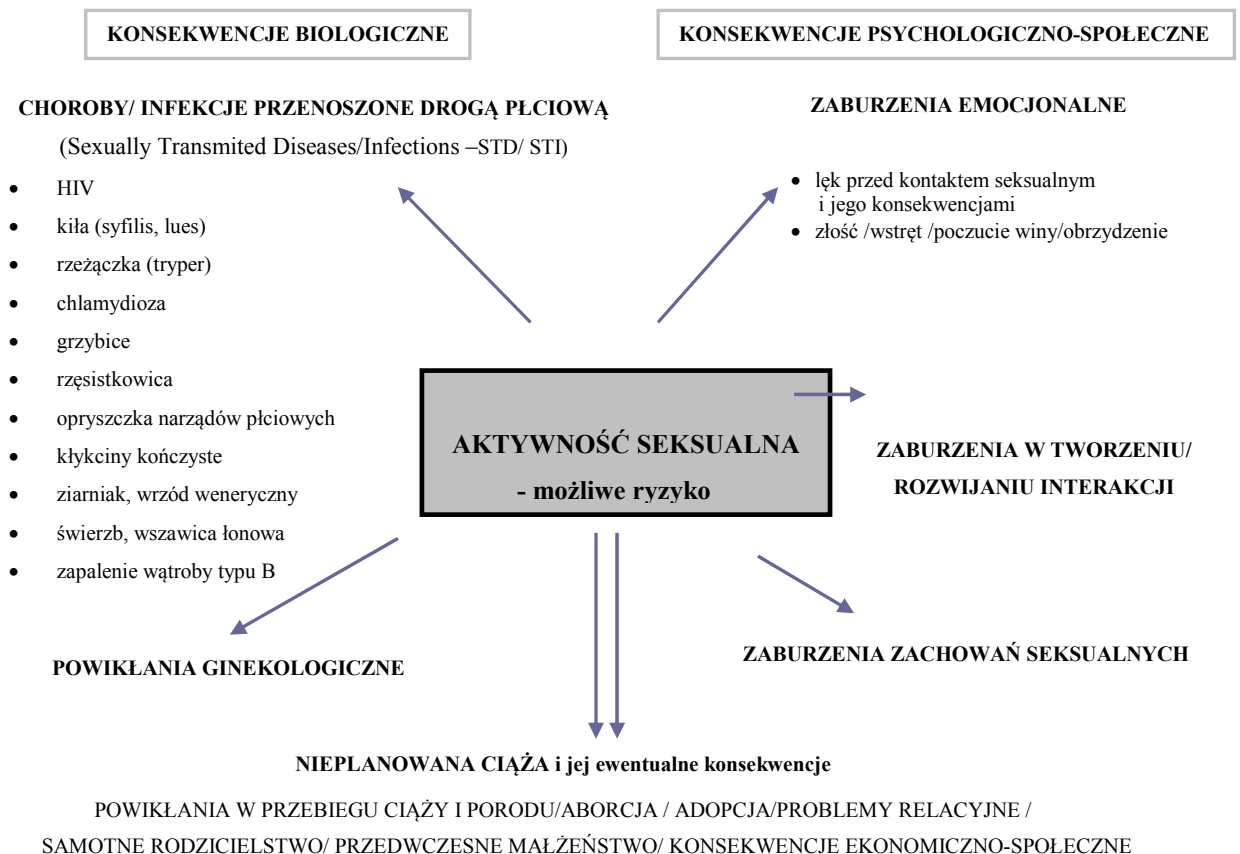 KONSEKWENCJE BIOLOGICZNE
KONSEKWENCJE PSYCHOLOGICZNO-SPOŁECZNE
CHOROBY/ INFEKCJE PRZENOSZONE DROGĄ PŁCIOWĄ
(Sexually Transmited Diseases/Infections –STD/ STI)
• HIV
• kiła (syfilis, lues)
• rzeżączka (tryper)
• chlamydioza
• grzybice
• rzęsistkowica
• opryszczka narządów płciowych
• kłykciny kończyste
• ziarniak, wrzód weneryczny
• świerzb, wszawica łonowa
• zapalenie wątroby typu B
ZABURZENIA EMOCJONALNE
• lęk przed kontaktem seksualnym
i jego konsekwencjami
• złość /wstręt /poczucie winy/obrzydzenie
AKTYWNOŚĆ SEKSUALNA
- możliwe ryzyko
ZABURZENIA W TWORZENIU/
ROZWIJANIU INTERAKCJI
POWIKŁANIA GINEKOLOGICZNE
ZABURZENIA ZACHOWAŃ SEKSUALNYCH
NIEPLANOWANA CIĄŻA i jej ewentualne konsekwencje
POWIKŁANIA W PRZEBIEGU CIĄŻY I PORODU/ABORCJA / ADOPCJA/PROBLEMY RELACYJNE /
SAMOTNE RODZICIELSTWO/ PRZEDWCZESNE MAŁŻEŃSTWO/ KONSEKWENCJE EKONOMICZNO-SPOŁECZNE